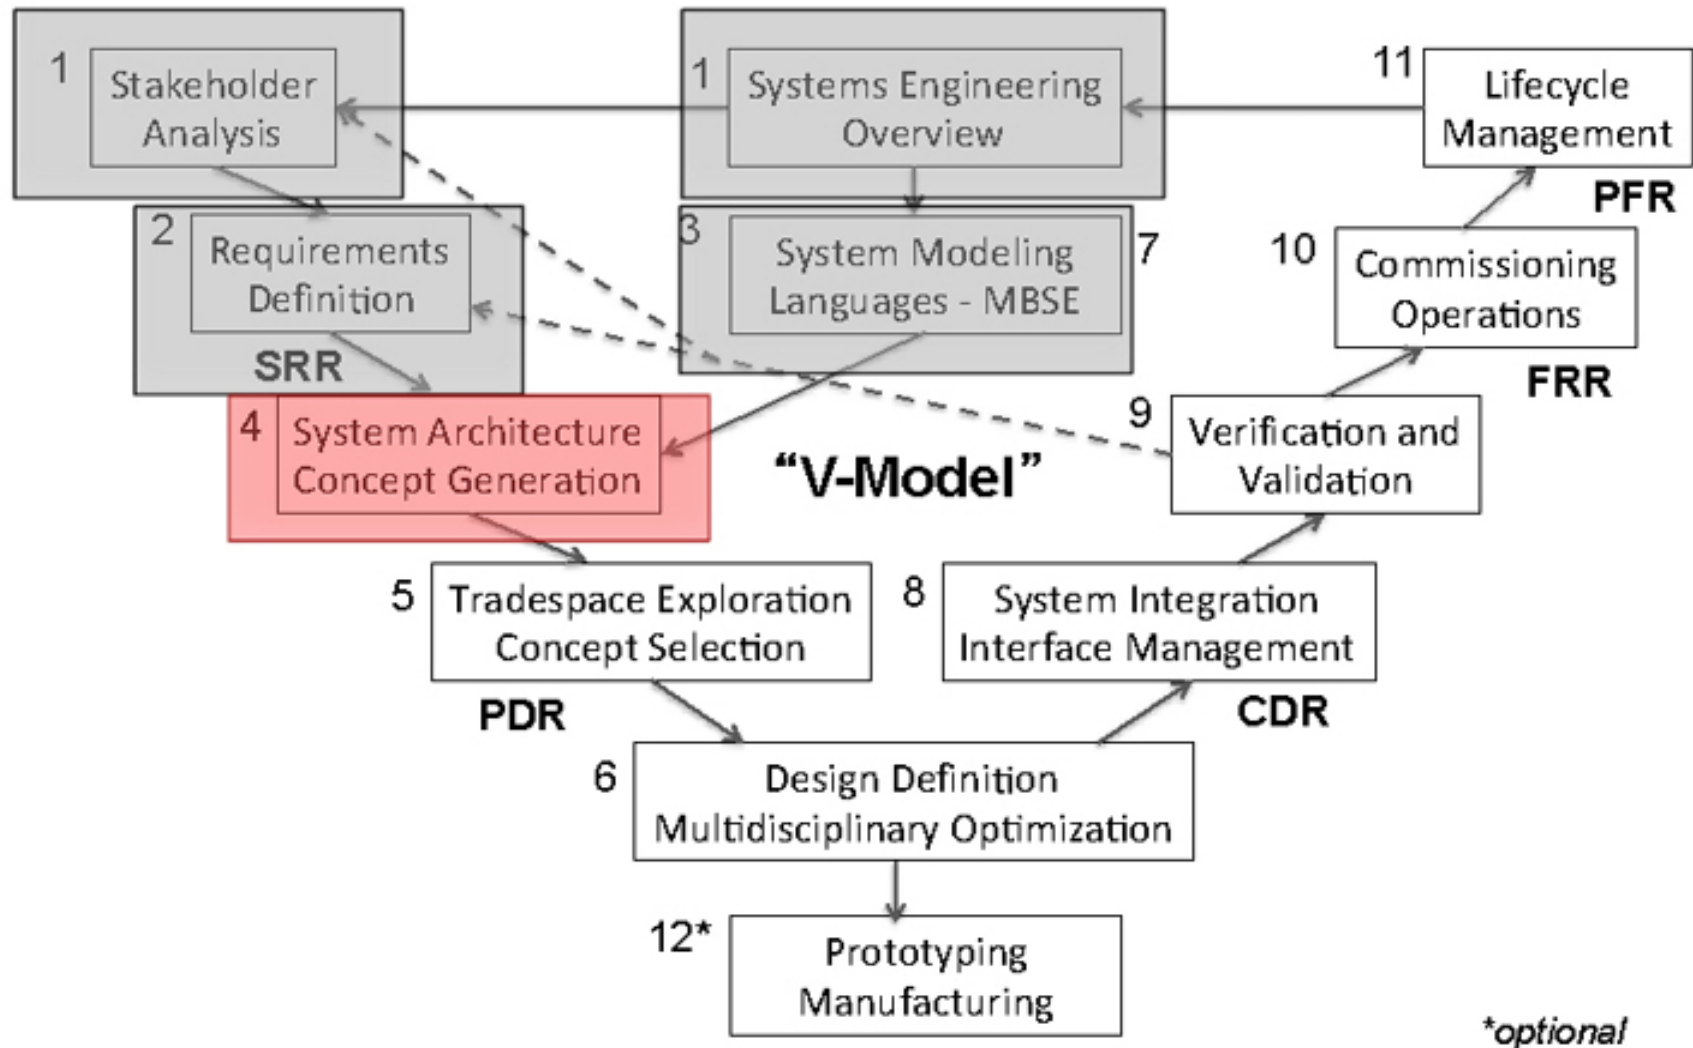 1
Stakeholder
Analysis
1
Systems Engineering
Overview
11
Lifecycle
Management
PFR
2
Requirements
Definition
SRR
3
System Modeling
Languages - MBSE
7
10
Commissioning
Operations
FRR
4
System Architecture
Concept Generation
“V-Model”
9
Verification and
Validation
5
Tradespace Exploration
Concept Selection
PDR
8
System Integration
Interface Management
CDR
6
Design Definition
Multidisciplinary Optimization
12*
Prototyping
Manufacturing
*optional